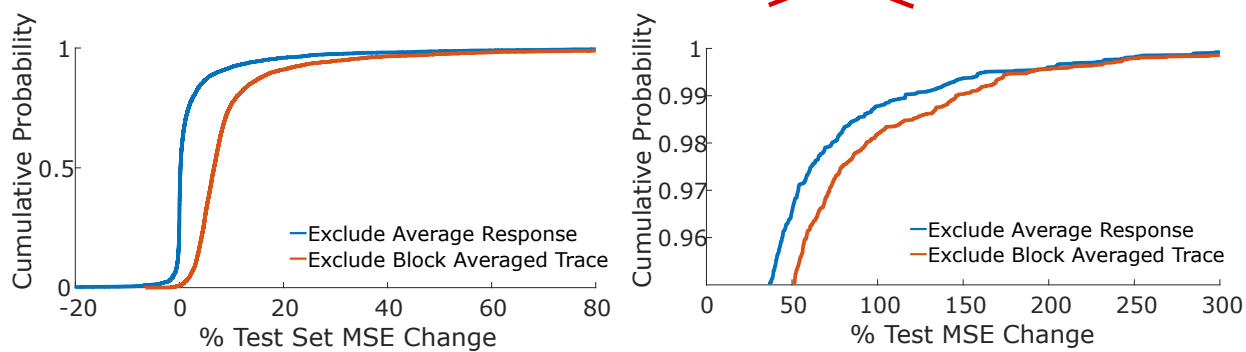 Cumulative Probability
1
0.5
0
-20
0
20
40
60
80
% Test Set MSE Change
Exclude Average Response
Exclude Block Averaged Trace
Cumulative Probability
1
0.99
0.98
0.97
0.96
0
50
100
150
200
250
300
% Test MSE Change
Exclude Average Response
Exclude Block Averaged Trace